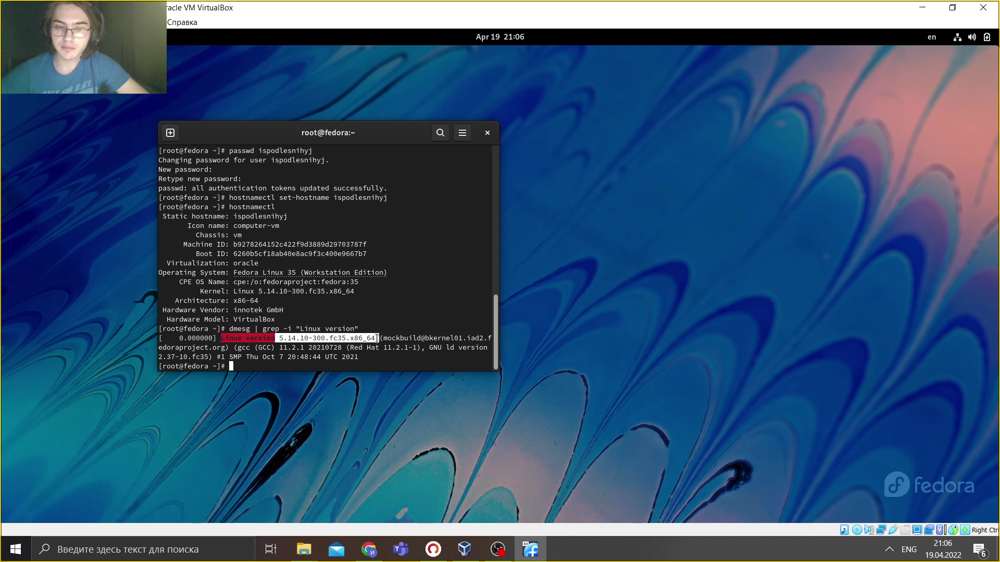 racle VM VirtualBox
Справка
Apr 19 21:06
en
root@fedora:~
[root@fedora ~]# passwd ispodlesnihyj
Changing password for user ispodlesnihyj.
New password:
Retype new password:
passwd: all authentication tokens updated successfully.
[root@fedora ~]# hostnamectl set-hostname ispodlesnihyj
[root@fedora ~]# hostnamectl
Static hostname: ispodlesnihyj
Icon name: computer-vm
Chassis: vm
Machine ID: b9278264152c422f9d3889d29703787f
Boot ID: 6260b5cf18ab40e8ac9f3c400e9667b7
Virtualization: oracle
Operating System: Fedora Linux 35 (Workstation Edition)
CPE OS Name: cpe:/o:fedoraproject:fedora:35
Kernel: Linux 5.14.10-300.fc35.x86_64
Architecture: x86-64
Hardware Vendor: innotek GmbH
Hardware Model: VirtualBox
[root@fedora ~]# dmesg | grep -i "Linux version"
[    0.000000] Linux version 5.14.10-300.fc35.x86_64 (mockbuild@bkernel01.iad2.f
edoraproject.org) (gcc (GCC) 11.2.1 20210728 (Red Hat 11.2.1-1), GNU ld version
2.37-10.fc35) #1 SMP Thu Oct 7 20:48:44 UTC 2021
[root@fedora ~]#
fedora
Right Ctr
Введите здесь текст для поиска
64
ENG
21:06
19.04.2022
6